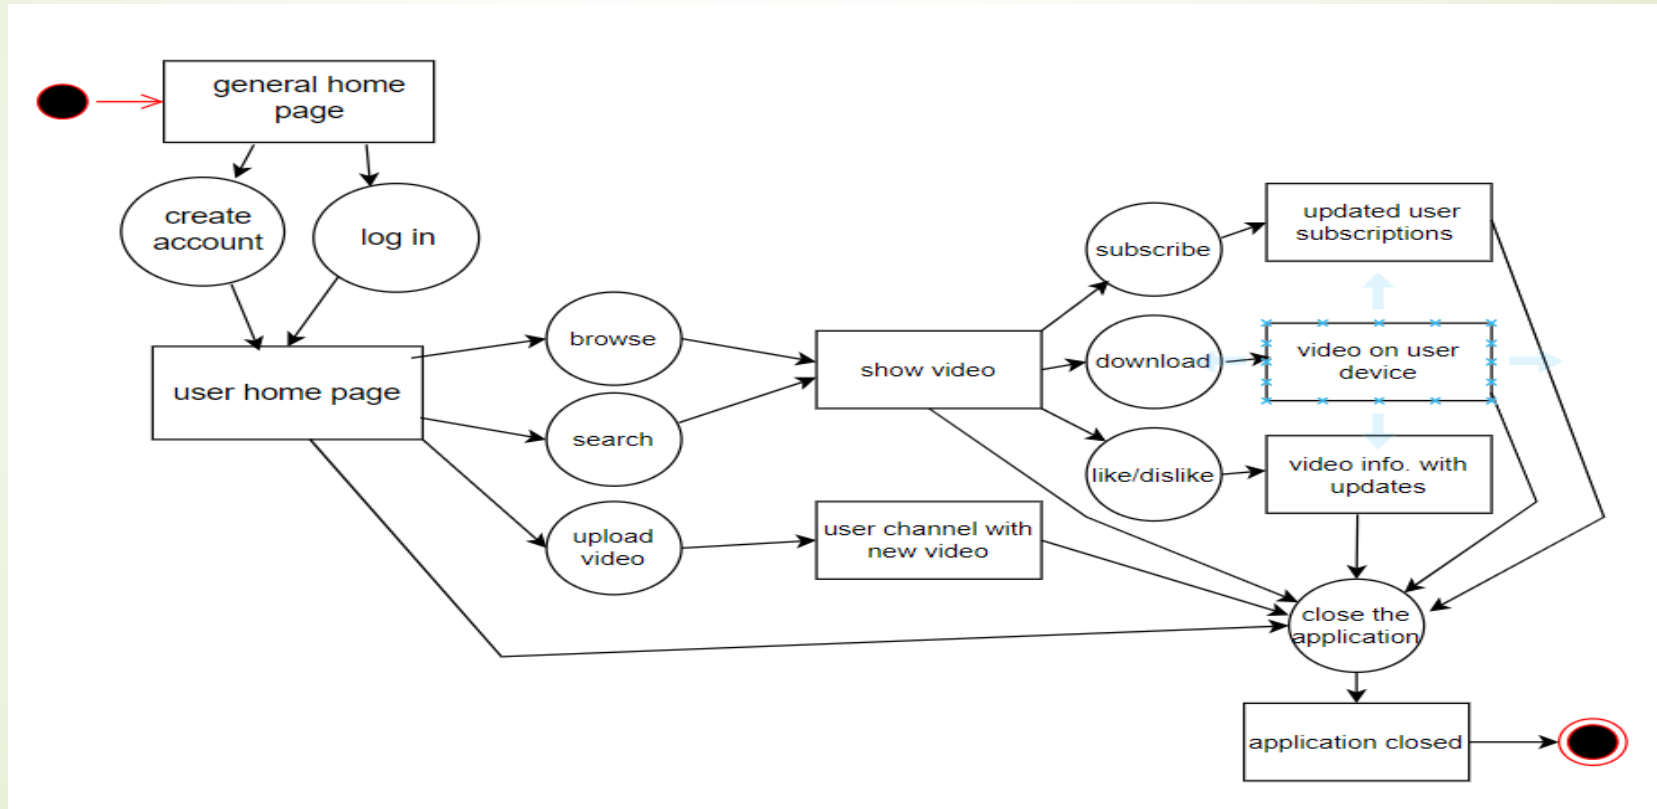 general home
page
create
account
log in
user home page
browse
search
upload
video
show video
user channel with
new video
subscribe
download
like/dislike
updated user
subscriptions
video on user
device
video info. with
updates
close the
application
application closed